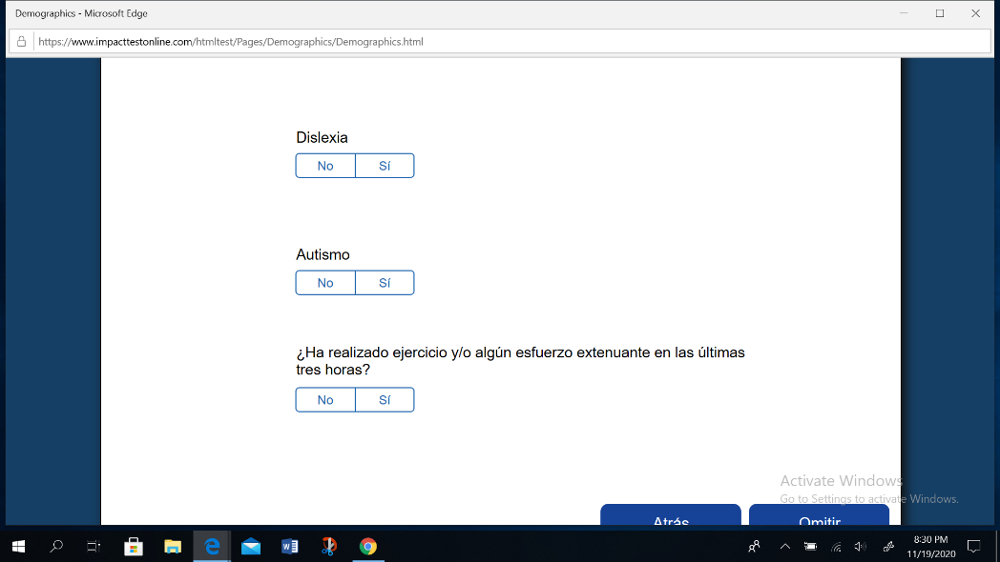 Demographics - Microsoft Edge
https://www.impacttestonline.com/htmltest/Pages/Demographics/Demographics.html
Dislexia
No Sí
Autismo
No Sí
¿Ha realizado ejercicio y/o algún esfuerzo extenuante en las últimas
tres horas?
No Sí
Activate Windows
Go to Settings to activate Windows.
Atrás Omitir
8:30 PM
11/19/2020